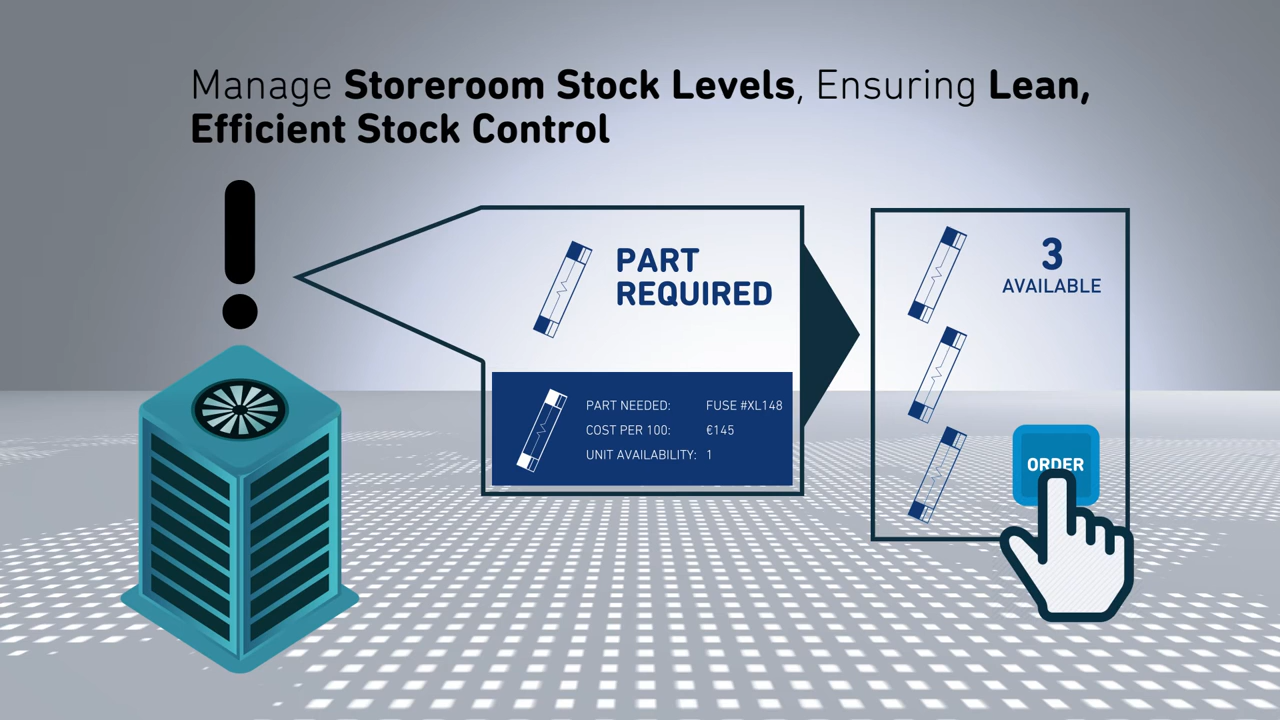 Manage Storeroom Stock Levels, Ensuring Lean,
Efficient Stock Control
PART
REQUIRED
PART NEEDED: FUSE #XL148
COST PER 100: €145
UNIT AVAILABILITY: 1
3
AVAILABLE
ORDER